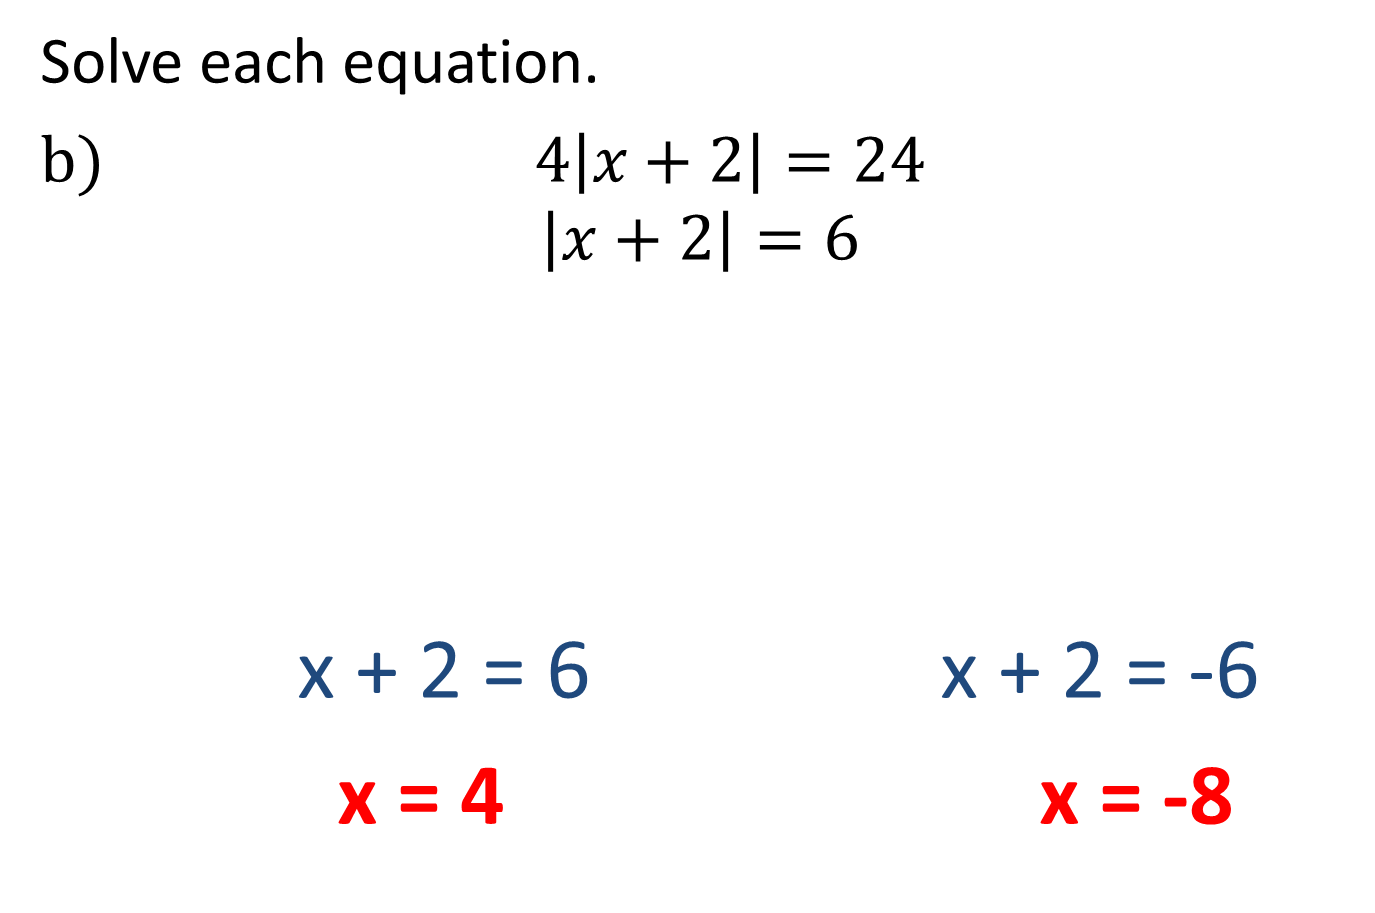 Solve each equation.
b) 4|x + 2| = 24
|x + 2| = 6
x + 2 = 6 x + 2 = -6
x = 4 x = -8